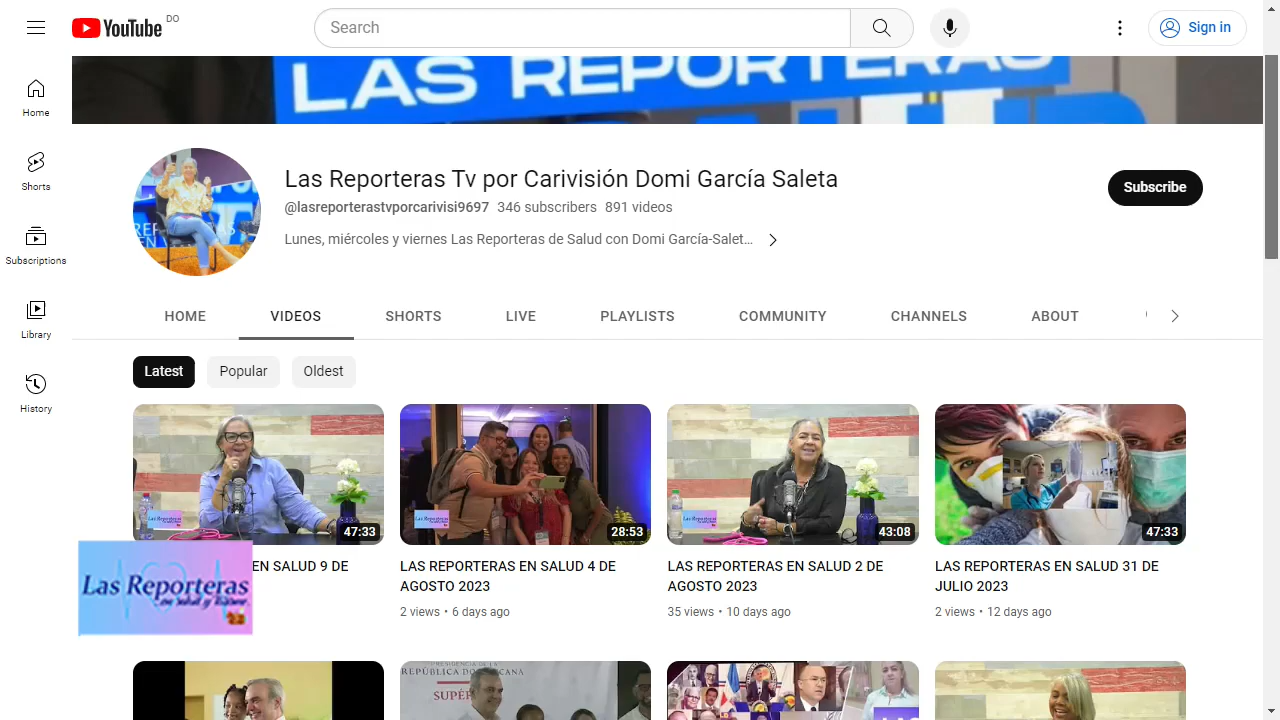 YouTube DO
Search
Sign in
Home
Shorts
Subscriptions
Library
History
LAS REPORTERAS
Las Reporteras Tv por Carivisión Domi García Saleta
@lasreporterastvporcarivisi9697 346 subscribers 891 videos
Lunes, miércoles y viernes Las Reporteras de Salud con Domi García-Salet...
Subscribe
HOME VIDEOS SHORTS LIVE PLAYLISTS COMMUNITY CHANNELS ABOUT
Latest Popular Oldest
47:33
28:53
43:08
47:33
EN SALUD 9 DE
Las Reporteras
LAS REPORTERAS EN SALUD 4 DE
AGOSTO 2023
2 views • 6 days ago
LAS REPORTERAS EN SALUD 2 DE
AGOSTO 2023
35 views • 10 days ago
LAS REPORTERAS EN SALUD 31 DE
JULIO 2023
2 views • 12 days ago